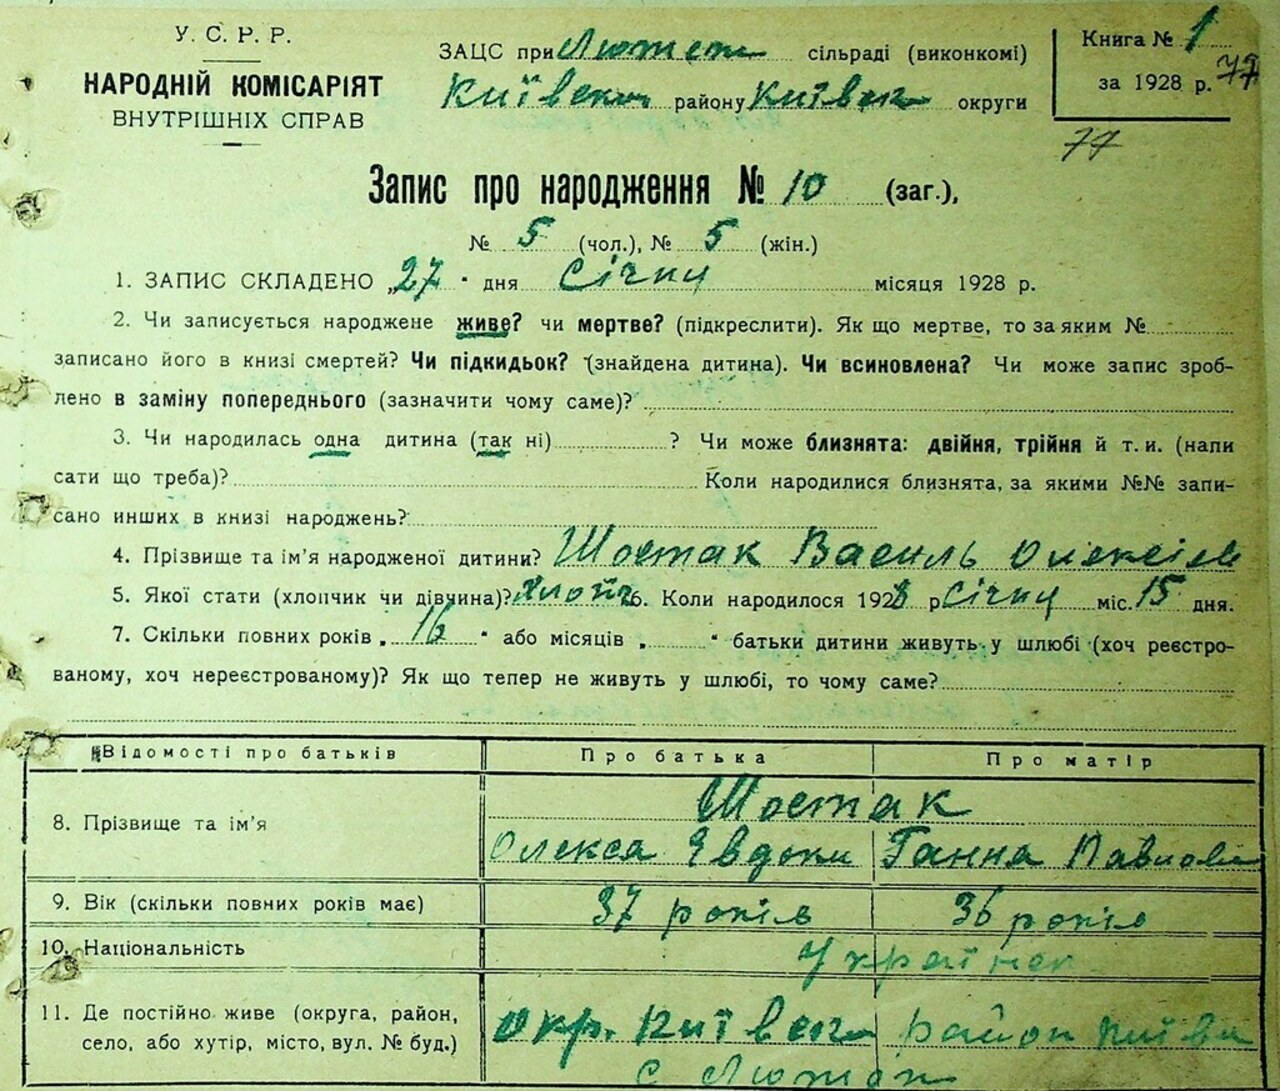 У. С. Р. Р.
НАРОДНІЙ КОМІСАРІЯТ
ВНУТРІШНІХ СПРАВ
ЗАЦС при Лютеж сільраді (виконкомі)
Київськ району Київськ округи
Книга № 1
за 1928 р.
77
77
Запис про народження № 10 (заг.),
№ 5 (чол.), № 5 (жін.)
1. ЗАПИС СКЛАДЕНО „27" дня Січня місяця 1928 р.
2. Чи записується народжене живе? чи мертве? (підкреслити). Як що мертве, то за яким №
записано його в книзі смертей? Чи підкидьок? (знайдена дитина). Чи всиновлена? Чи може запис зроб-
лено в заміну попереднього (зазначити чому саме)?
3. Чи народилась одна дитина (так ні) ? Чи може близнята: двійня, трійня й т. и. (напи
сати що треба)? Коли народилися близнята, за якими №№ запи-
сано инших в книзі народжень?
4. Прізвище та ім'я народженої дитини? Шостак Василь Олексієв
5. Якої стати (хлопчик чи дівчина)? 6. Коли народилося 1928 р Січня міс. 15 дня.
7. Скільки повних років „16" або місяців „ " батьки дитини живуть у шлюбі (хоч реєстро-
ваному, хоч нереєстрованому)? Як що тепер не живуть у шлюбі, то чому саме?
Відомості про батьків Про батька Про матір
Шостак
8. Прізвище та ім'я
Олекса Явдоким Ганна Павлова
9. Вік (скільки повних років має) 37 років 36 років
10. Національність Українск
11. Де постійно живе (округа, район, окр. Київськ район Київськ
село, або хутір, місто, вул. № буд.)
с Лютіж